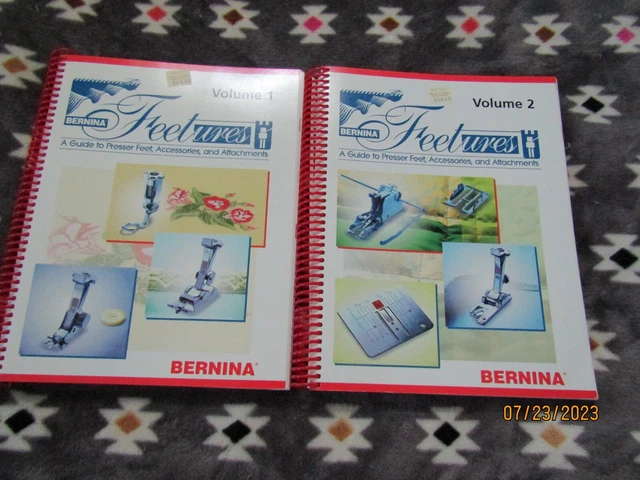 Volume 1
BERNINA
Feetures
A Guide to Presser Feet, Accessories, and Attachments
BERNINA®
Volume 2
BERNINA
Feetures
A Guide to Presser Feet, Accessories, and Attachments
BERNINA®
07/23/2023